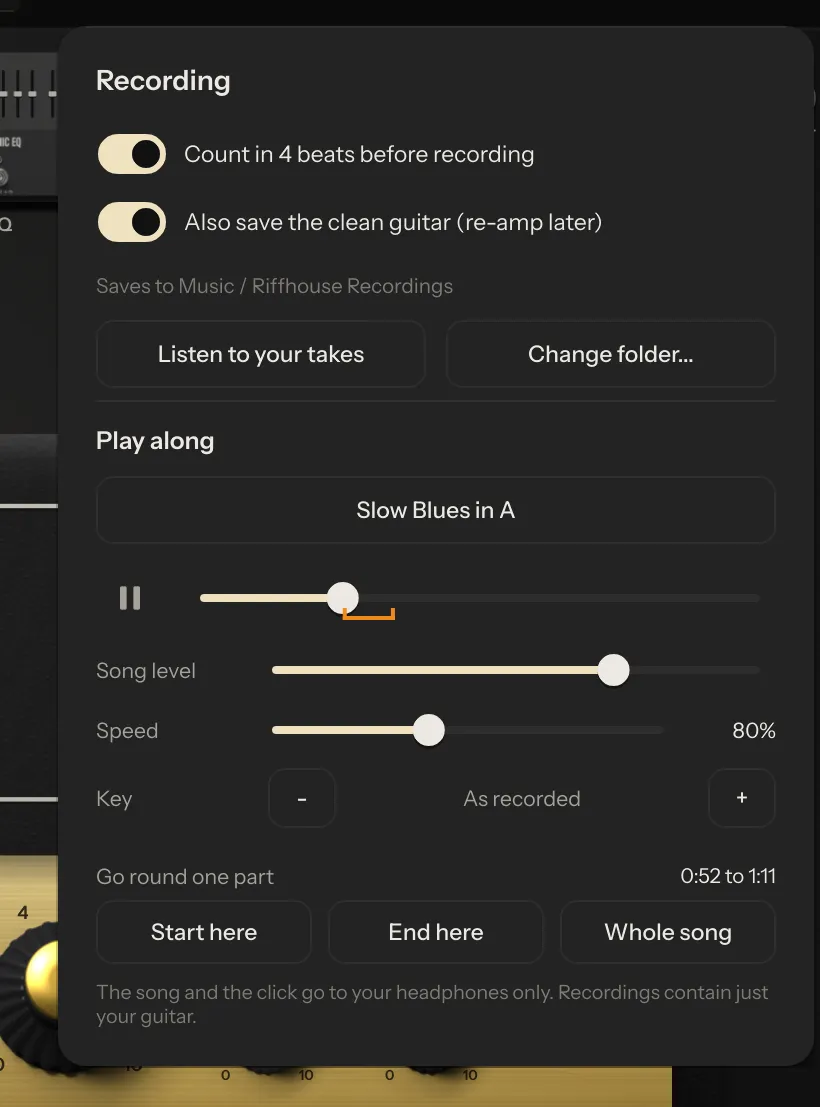 Recording
Count in 4 beats before recording
Also save the clean guitar (re-amp later)
Saves to Music / Riffhouse Recordings
Listen to your takes
Change folder...
Play along
Slow Blues in A
Song level
Speed
80%
Key
-
As recorded
+
Go round one part
0:52 to 1:11
Start here
End here
Whole song
The song and the click go to your headphones only. Recordings contain just
your guitar.
4
0
10
0
10